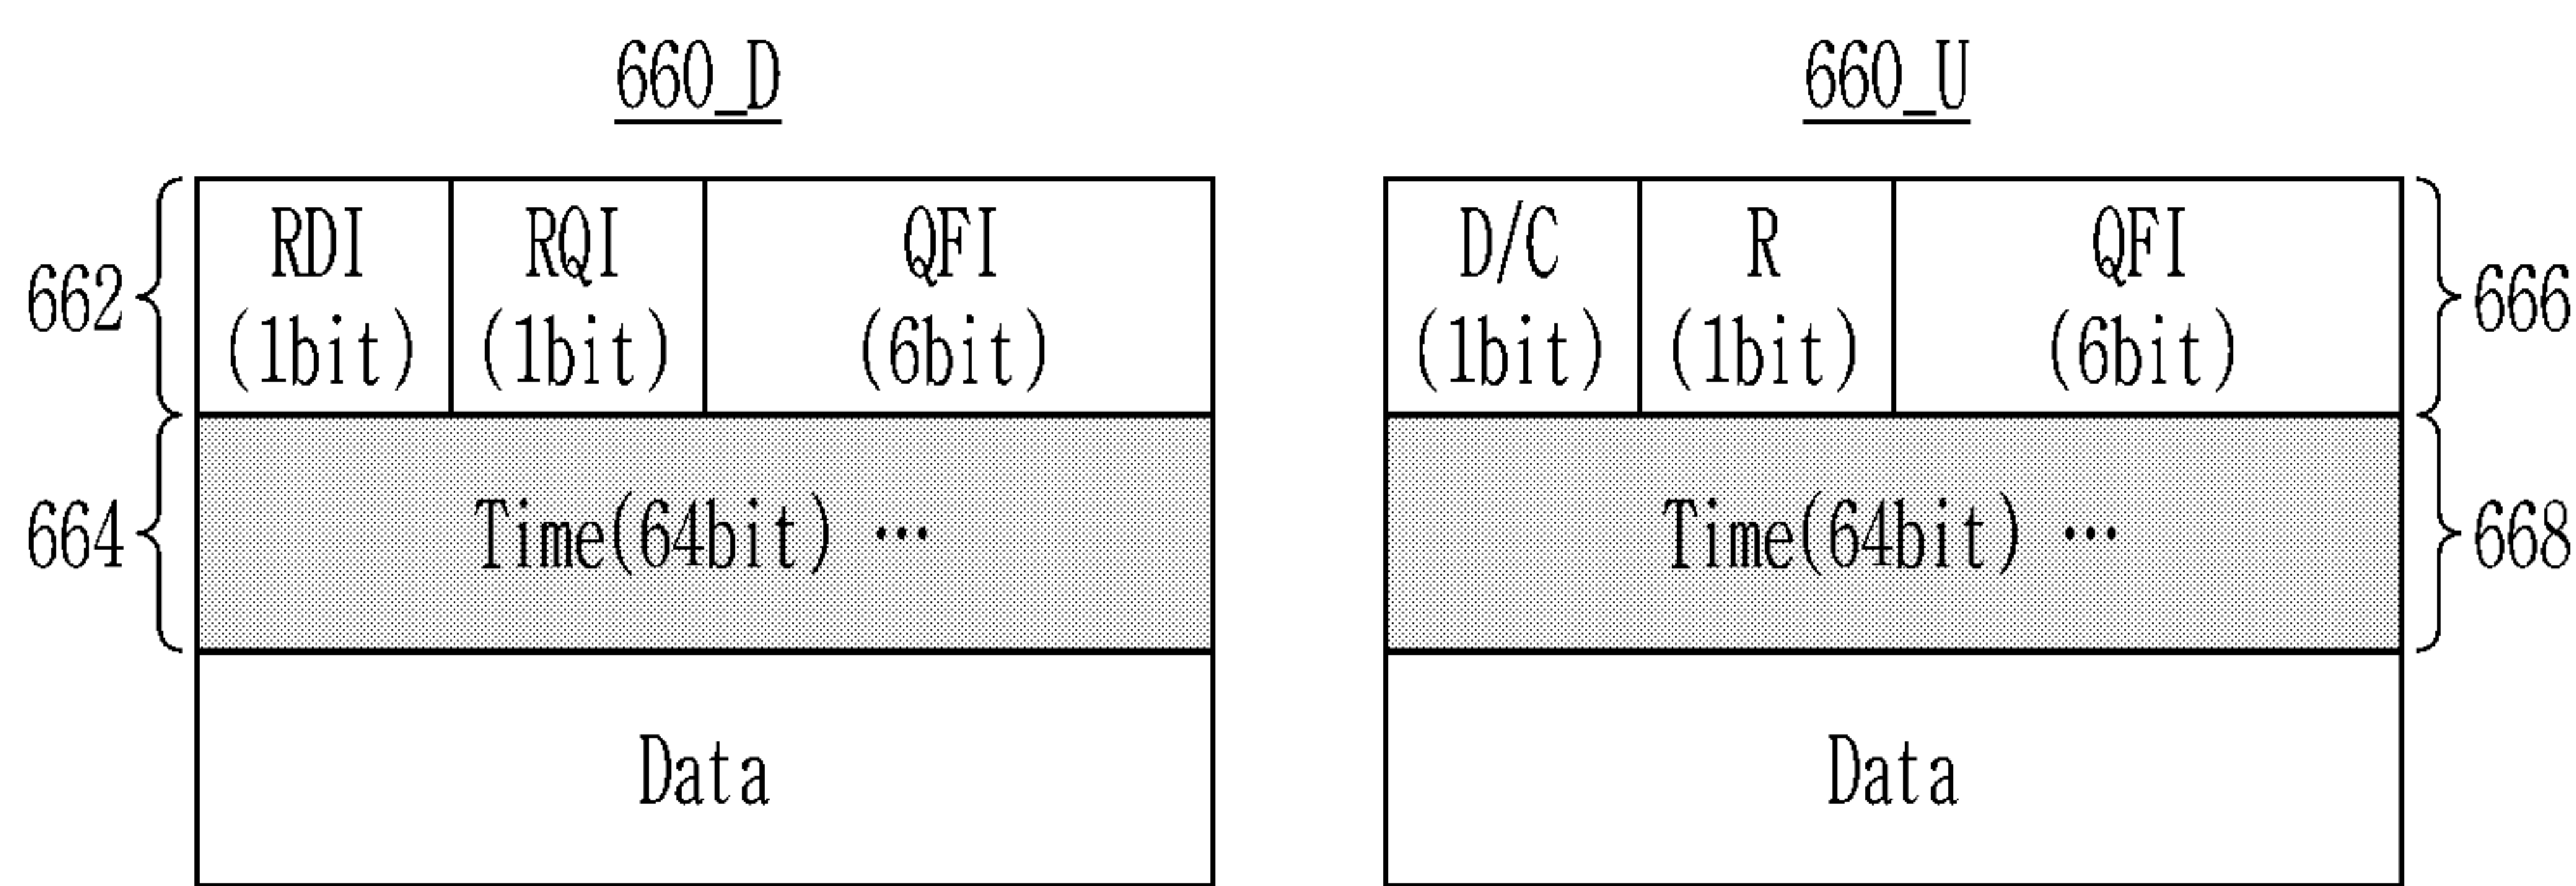 660_D
662
RDI
(1bit)
RQI
(1bit)
QFI
(6bit)
664
Time(64bit) ···
Data
660_U
D/C
(1bit)
R
(1bit)
QFI
(6bit)
666
Time(64bit) ···
668
Data